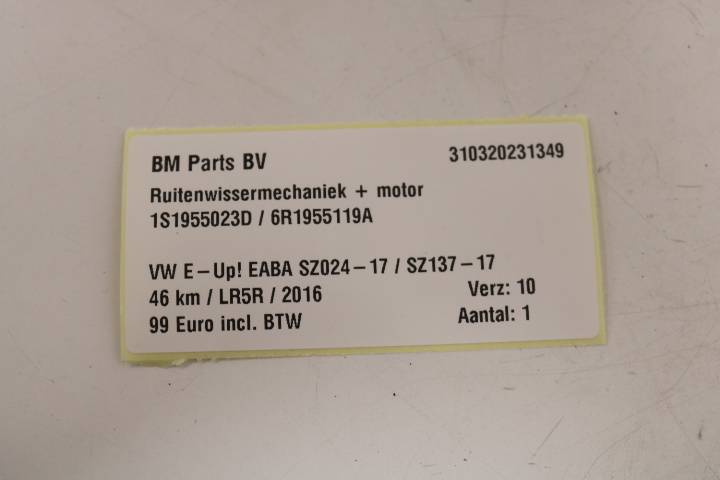 BM Parts BV 310320231349
Ruitenwissermechaniek + motor
1S1955023D / 6R1955119A
VW E-Up! EABA SZ024-17 / SZ137-17
46 km / LR5R / 2016 Verz: 10
99 Euro incl. BTW Aantal: 1